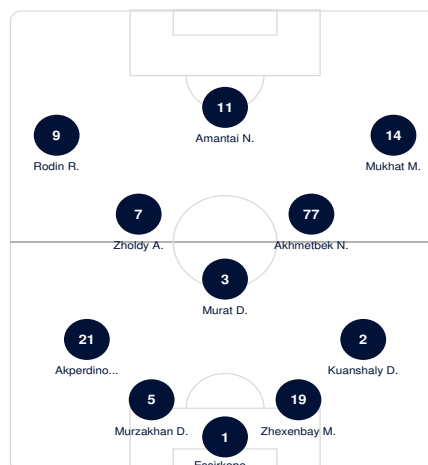 11
Amantai N.
9
14
Rodin R.
Mukhat M.
7
77
Zholdy A.
Akhmetbek N.
3
Murat D.
21
2
Akperdino...
Kuanshaly D.
5
19
Murzakhan D.
Zhexenbay M.
1